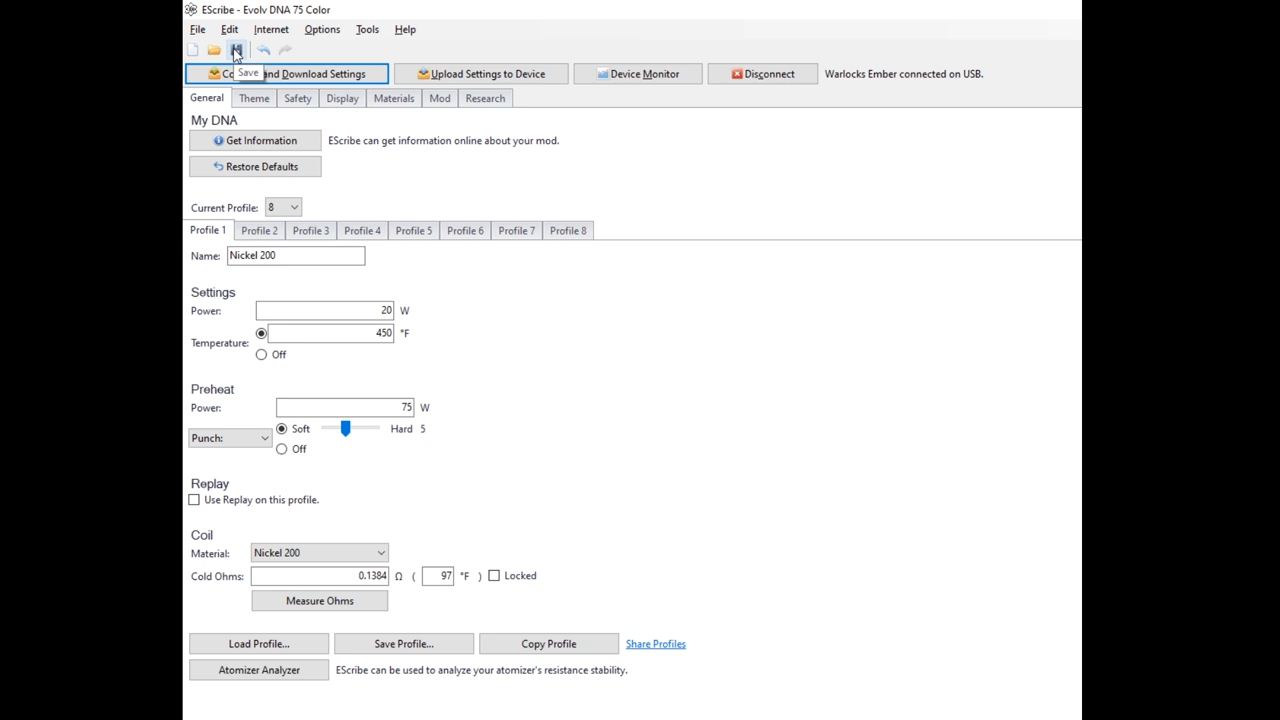 EScribe - Evolv DNA 75 Color
File Edit Internet Options Tools Help
Save
and Download Settings Upload Settings to Device Device Monitor Disconnect Warlocks Ember connected on USB.
General Theme Safety Display Materials Mod Research
My DNA
Get Information EScribe can get information online about your mod.
Restore Defaults
Current Profile: 8
Profile 1 Profile 2 Profile 3 Profile 4 Profile 5 Profile 6 Profile 7 Profile 8
Name: Nickel 200
Settings
Power: 20 W
Temperature: 450 °F
Off
Preheat
Power: 75 W
Punch: Soft Hard 5
Off
Replay
Use Replay on this profile.
Coil
Material: Nickel 200
Cold Ohms: 0.1384 Ω ( 97 °F ) Locked
Measure Ohms
Load Profile... Save Profile... Copy Profile Share Profiles
Atomizer Analyzer EScribe can be used to analyze your atomizer's resistance stability.